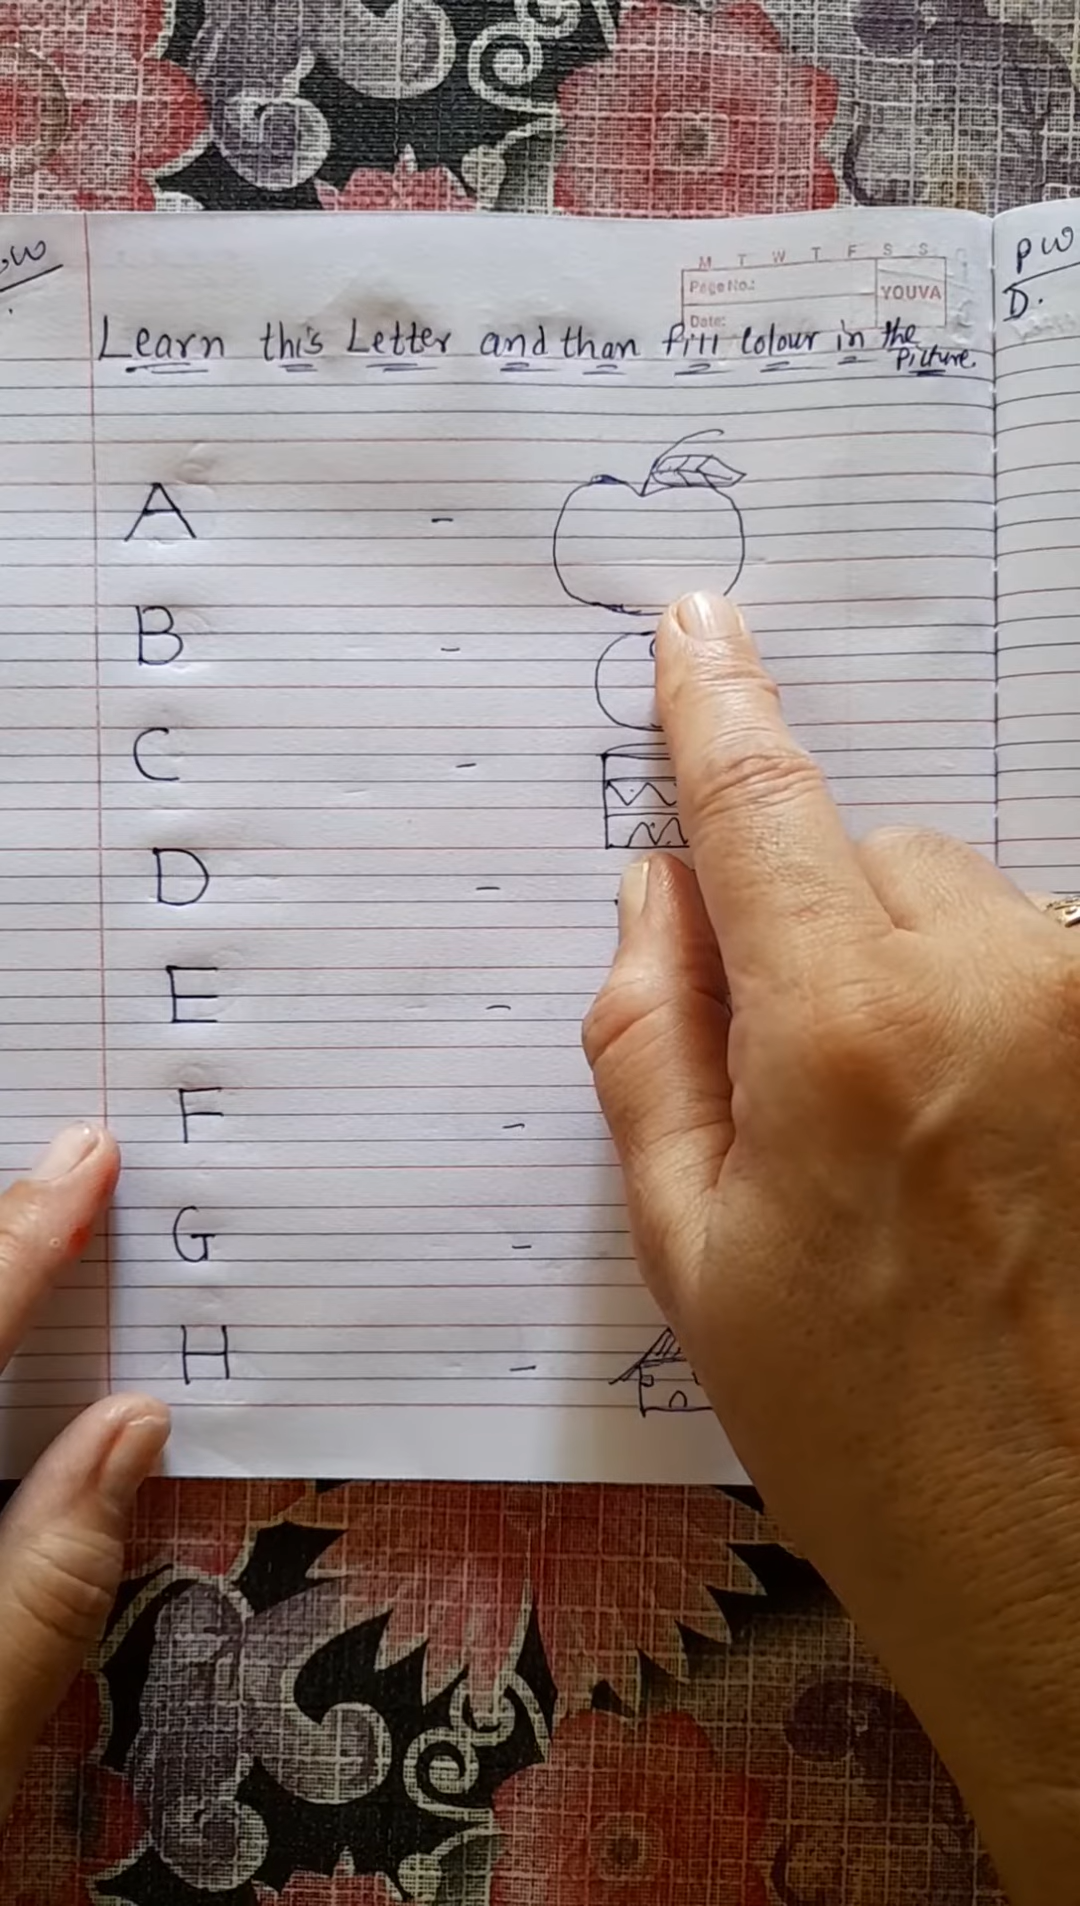 M T W T F S S
Page No.:
YOUVA
Date:
Learn this Letter and than fill colour in the
Picture.
A -
B -
C -
D -
E -
F -
G -
H -
PW
D.